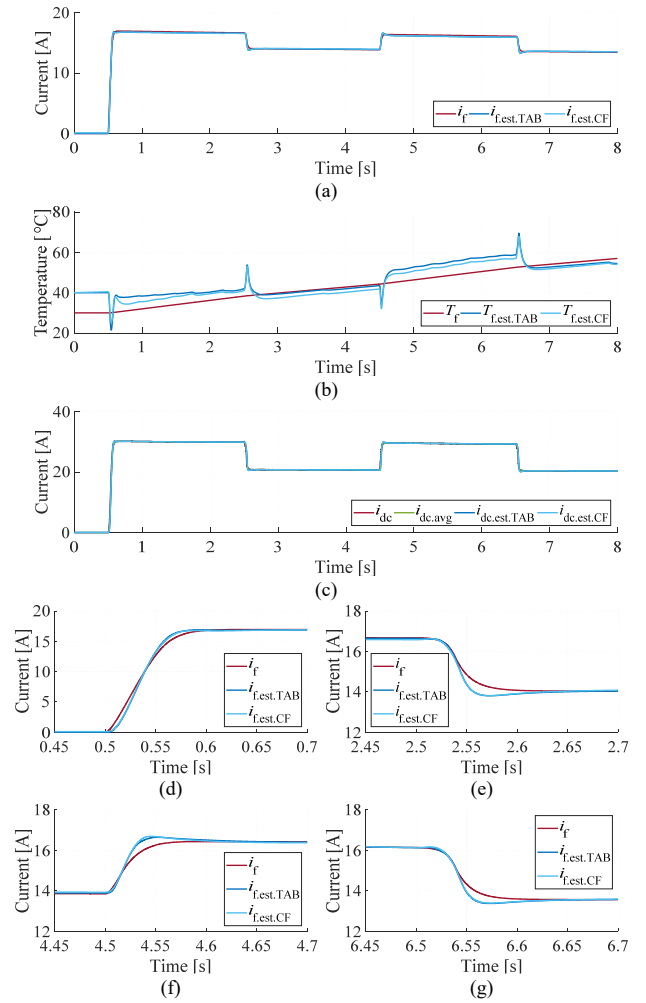 20
10
0
Current [A]
i_f i_f.est.TAB i_f.est.CF
0 1 2 3 4 5 6 7 8
Time [s]
(a)
80
60
40
20
Temperature [°C]
T_f T_f.est.TAB T_f.est.CF
0 1 2 3 4 5 6 7 8
Time [s]
(b)
40
20
0
Current [A]
i_dc i_dc.avg i_dc.est.TAB i_dc.est.CF
0 1 2 3 4 5 6 7 8
Time [s]
(c)
20
15
10
5
0
Current [A]
i_f
i_f.est.TAB
i_f.est.CF
0.45 0.5 0.55 0.6 0.65 0.7
Time [s]
(d)
18
16
14
12
Current [A]
i_f
i_f.est.TAB
i_f.est.CF
2.45 2.5 2.55 2.6 2.65 2.7
Time [s]
(e)
18
16
14
12
Current [A]
i_f
i_f.est.TAB
i_f.est.CF
4.45 4.5 4.55 4.6 4.65 4.7
Time [s]
(f)
18
16
14
12
Current [A]
i_f
i_f.est.TAB
i_f.est.CF
6.45 6.5 6.55 6.6 6.65 6.7
Time [s]
(g)